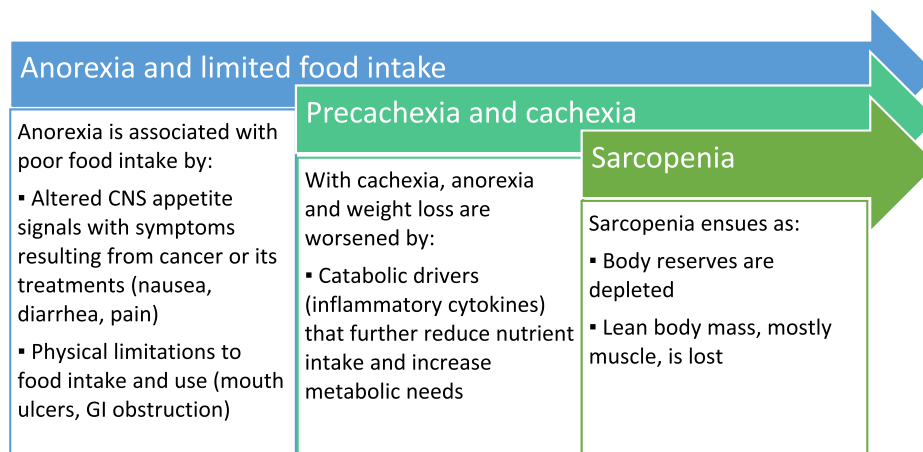 Anorexia and limited food intake
Anorexia is associated with
poor food intake by:
▪ Altered CNS appetite
signals with symptoms
resulting from cancer or its
treatments (nausea,
diarrhea, pain)
▪ Physical limitations to
food intake and use (mouth
ulcers, GI obstruction)
Precachexia and cachexia
With cachexia, anorexia
and weight loss are
worsened by:
▪ Catabolic drivers
(inflammatory cytokines)
that further reduce nutrient
intake and increase
metabolic needs
Sarcopenia
Sarcopenia ensues as:
▪ Body reserves are
depleted
▪ Lean body mass, mostly
muscle, is lost